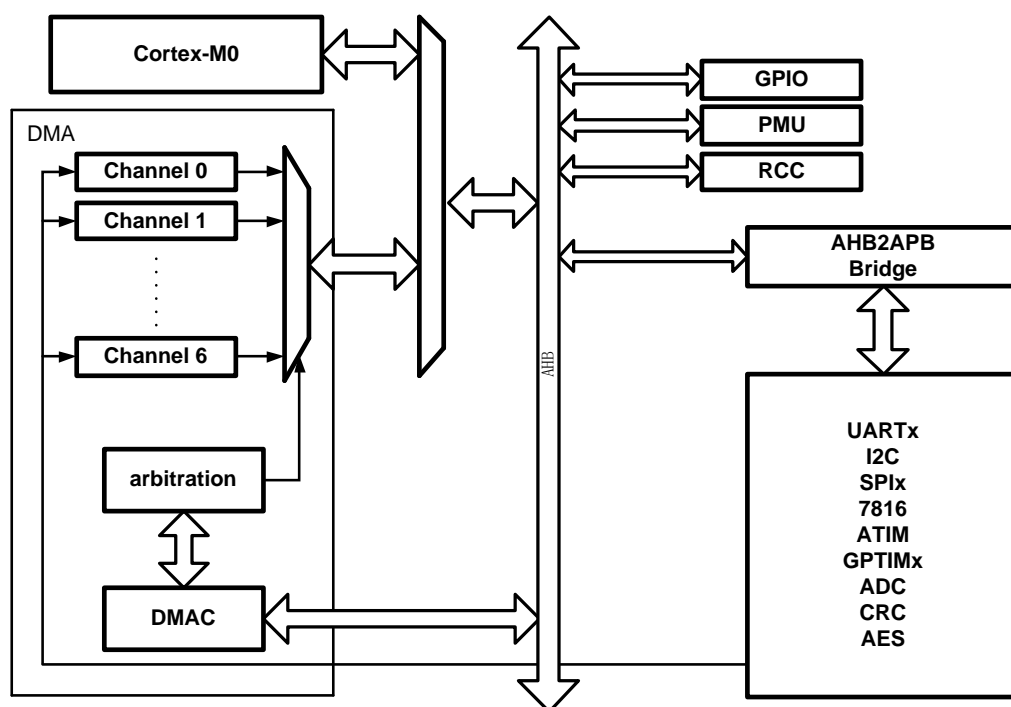 Cortex-M0
DMA
Channel 0
Channel 1
Channel 6
arbitration
DMAC
AHB
GPIO
PMU
RCC
AHB2APB
Bridge
UARTx
I2C
SPIx
7816
ATIM
GPTIMx
ADC
CRC
AES